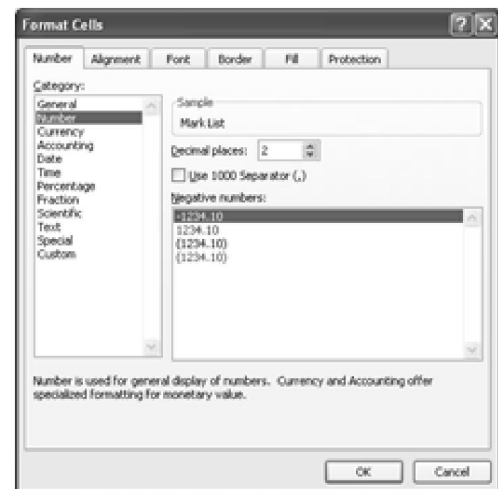 Format Cells
Number Alignment Font Border Fill Protection
Category:
General
Number
Currency
Accounting
Date
Time
Percentage
Fraction
Scientific
Text
Special
Custom
Sample
Mark List
Decimal places: 2
Use 1000 Separator (,)
Negative numbers:
-1234.10
1234.10
(1234.10)
(1234.10)
Number is used for general display of numbers. Currency and Accounting offer
specialized formatting for monetary value.
OK Cancel